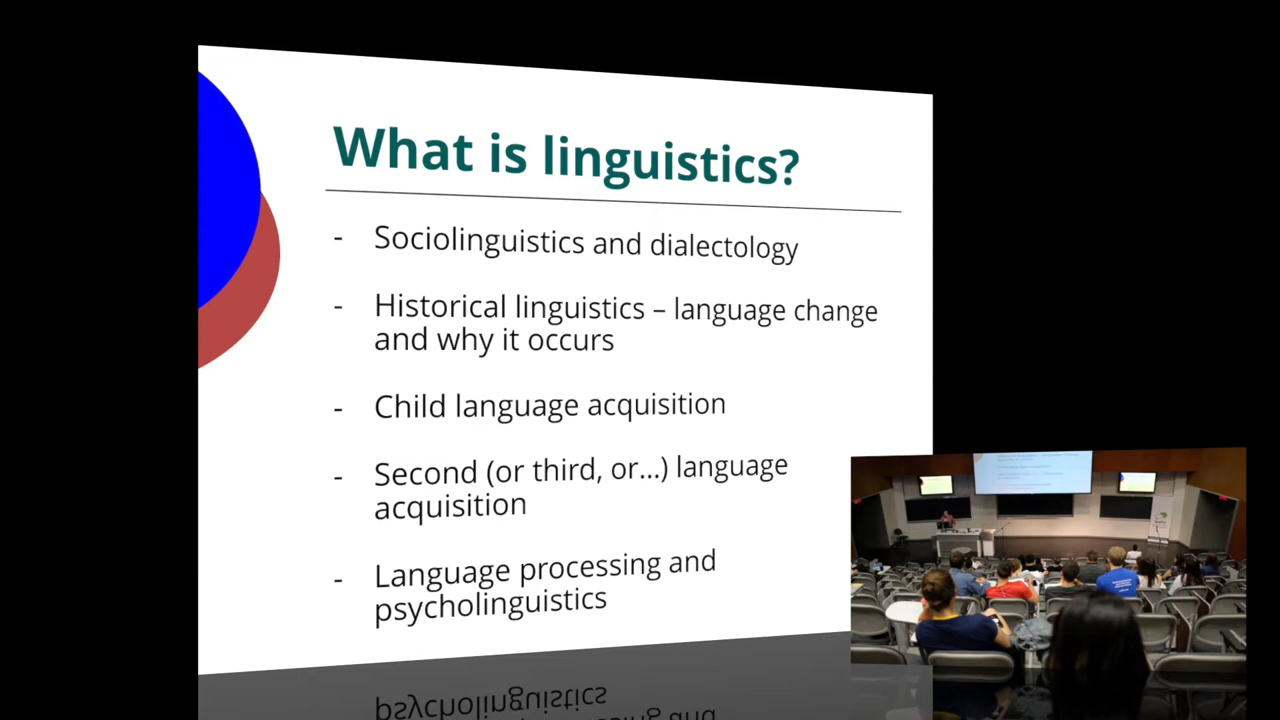 What is linguistics?
- Sociolinguistics and dialectology
- Historical linguistics – language change
and why it occurs
- Child language acquisition
- Second (or third, or...) language
acquisition
- Language processing and
psycholinguistics